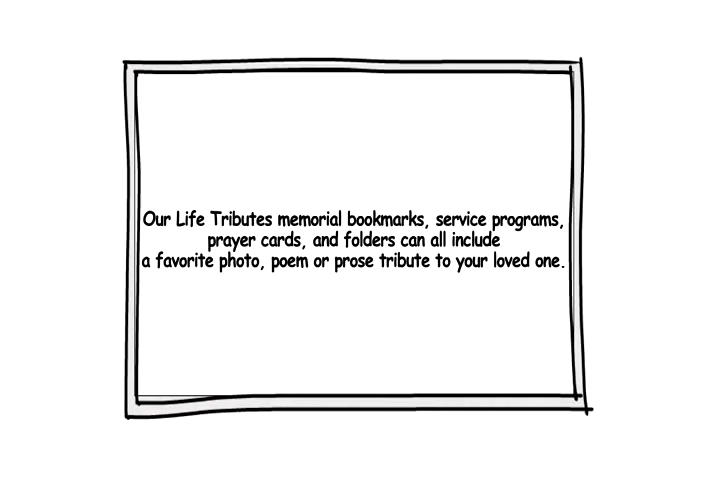 Our Life Tributes memorial bookmarks, service programs,
prayer cards, and folders can all include
a favorite photo, poem or prose tribute to your loved one.